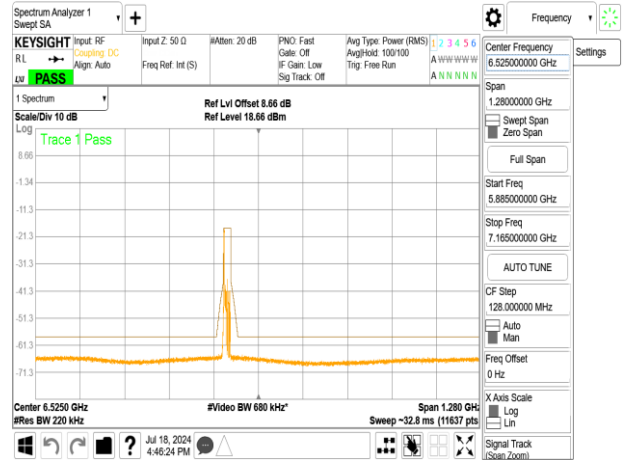 Spectrum Analyzer 1
Swept SA
Frequency
KEYSIGHT
Input: RF
Coupling: DC
Align: Auto
Input Z: 50 Ω
Freq Ref: Int (S)
#Atten: 20 dB
PNO: Fast
Gate: Off
IF Gain: Low
Sig Track: Off
Avg Type: Power (RMS)
Avg|Hold: 100/100
Trig: Free Run
1 2 3 4 5 6
A W W W W W
A N N N N N
RL
LNI PASS
1 Spectrum
Scale/Div 10 dB
Ref Lvl Offset 8.66 dB
Ref Level 18.66 dBm
Log
Trace 1 Pass
8.66
-1.34
-11.3
-21.3
-31.3
-41.3
-51.3
-61.3
-71.3
Center 6.5250 GHz
#Video BW 680 kHz*
Span 1.280 GHz
#Res BW 220 kHz
Sweep ~32.8 ms (11637 pts
Jul 18, 2024
4:46:24 PM
Center Frequency
6.525000000 GHz
Settings
Span
1.28000000 GHz
Swept Span
Zero Span
Full Span
Start Freq
5.885000000 GHz
Stop Freq
7.165000000 GHz
AUTO TUNE
CF Step
128.000000 MHz
Auto
Man
Freq Offset
0 Hz
X Axis Scale
Log
Lin
Signal Track
(Span Zoom)